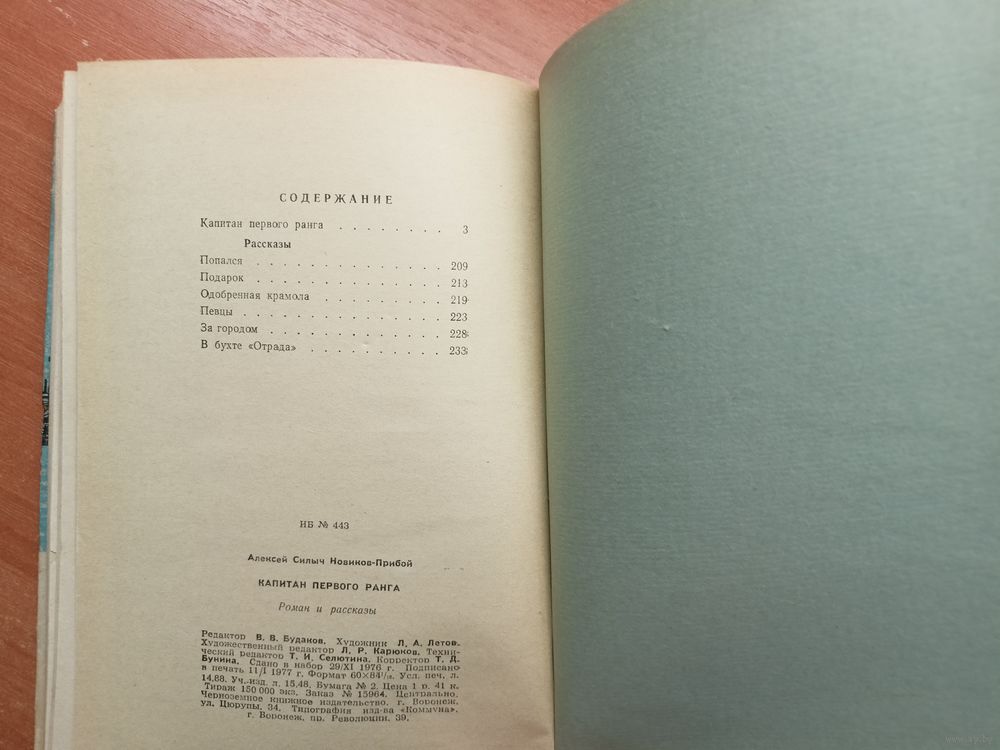 СОДЕРЖАНИЕ
Капитан первого ранга . . . . . . . . 3
Рассказы
Попался . . . . . . . . . . . . . . 209
Подарок . . . . . . . . . . . . . . 213
Одобренная крамола . . . . . . . . . 219
Певцы . . . . . . . . . . . . . . . 223
За городом . . . . . . . . . . . . . 228
В бухте «Отрада» . . . . . . . . . . 233
ИБ № 443
Алексей Силыч Новиков-Прибой
КАПИТАН ПЕРВОГО РАНГА
Роман и рассказы
Редактор В. В. Будаков. Художник Л. А. Летов.
Художественный редактор Л. Р. Карюков. Техни-
ческий редактор Т. И. Селютина. Корректор Т. Д.
Бунина. Сдано в набор 29/XI 1976 г. Подписано
в печать 11/I 1977 г. Формат 60×84¹/₁₆. Усл. печ. л.
14,88. Уч.-изд. л. 15,48. Бумага № 2. Цена 1 р. 41 к.
Тираж 150 000 экз. Заказ № 15964. Центрально-
Черноземное книжное издательство, г. Воронеж,
ул. Цюрупы, 34. Типография изд-ва «Коммуна»,
г. Воронеж, пр. Революции, 39.
www.ay.by